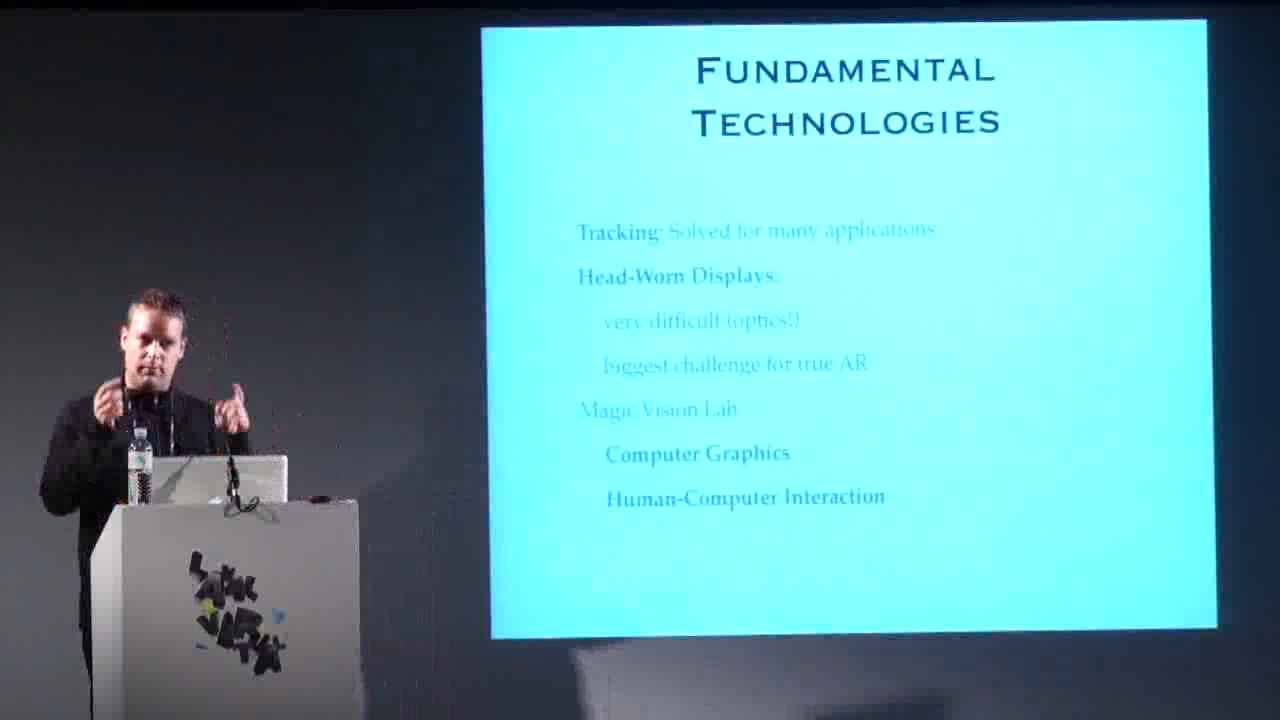 FUNDAMENTAL
TECHNOLOGIES
Tracking: Solved for many applications
Head-Worn Displays:
very difficult (optics!)
biggest challenge for true AR
Magic Vision Lab
Computer Graphics
Human-Computer Interaction